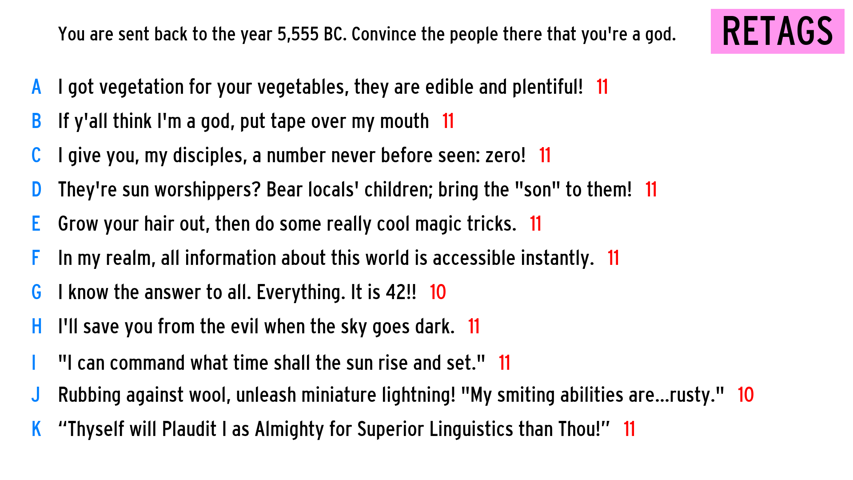 You are sent back to the year 5,555 BC. Convince the people there that you're a god.
RETAGS
A I got vegetation for your vegetables, they are edible and plentiful! 11
B If y'all think I'm a god, put tape over my mouth 11
C I give you, my disciples, a number never before seen: zero! 11
D They're sun worshippers? Bear locals' children; bring the "son" to them! 11
E Grow your hair out, then do some really cool magic tricks. 11
F In my realm, all information about this world is accessible instantly. 11
G I know the answer to all. Everything. It is 42!! 10
H I'll save you from the evil when the sky goes dark. 11
I "I can command what time shall the sun rise and set." 11
J Rubbing against wool, unleash miniature lightning! "My smiting abilities are...rusty." 10
K “Thyself will Plaudit I as Almighty for Superior Linguistics than Thou!” 11